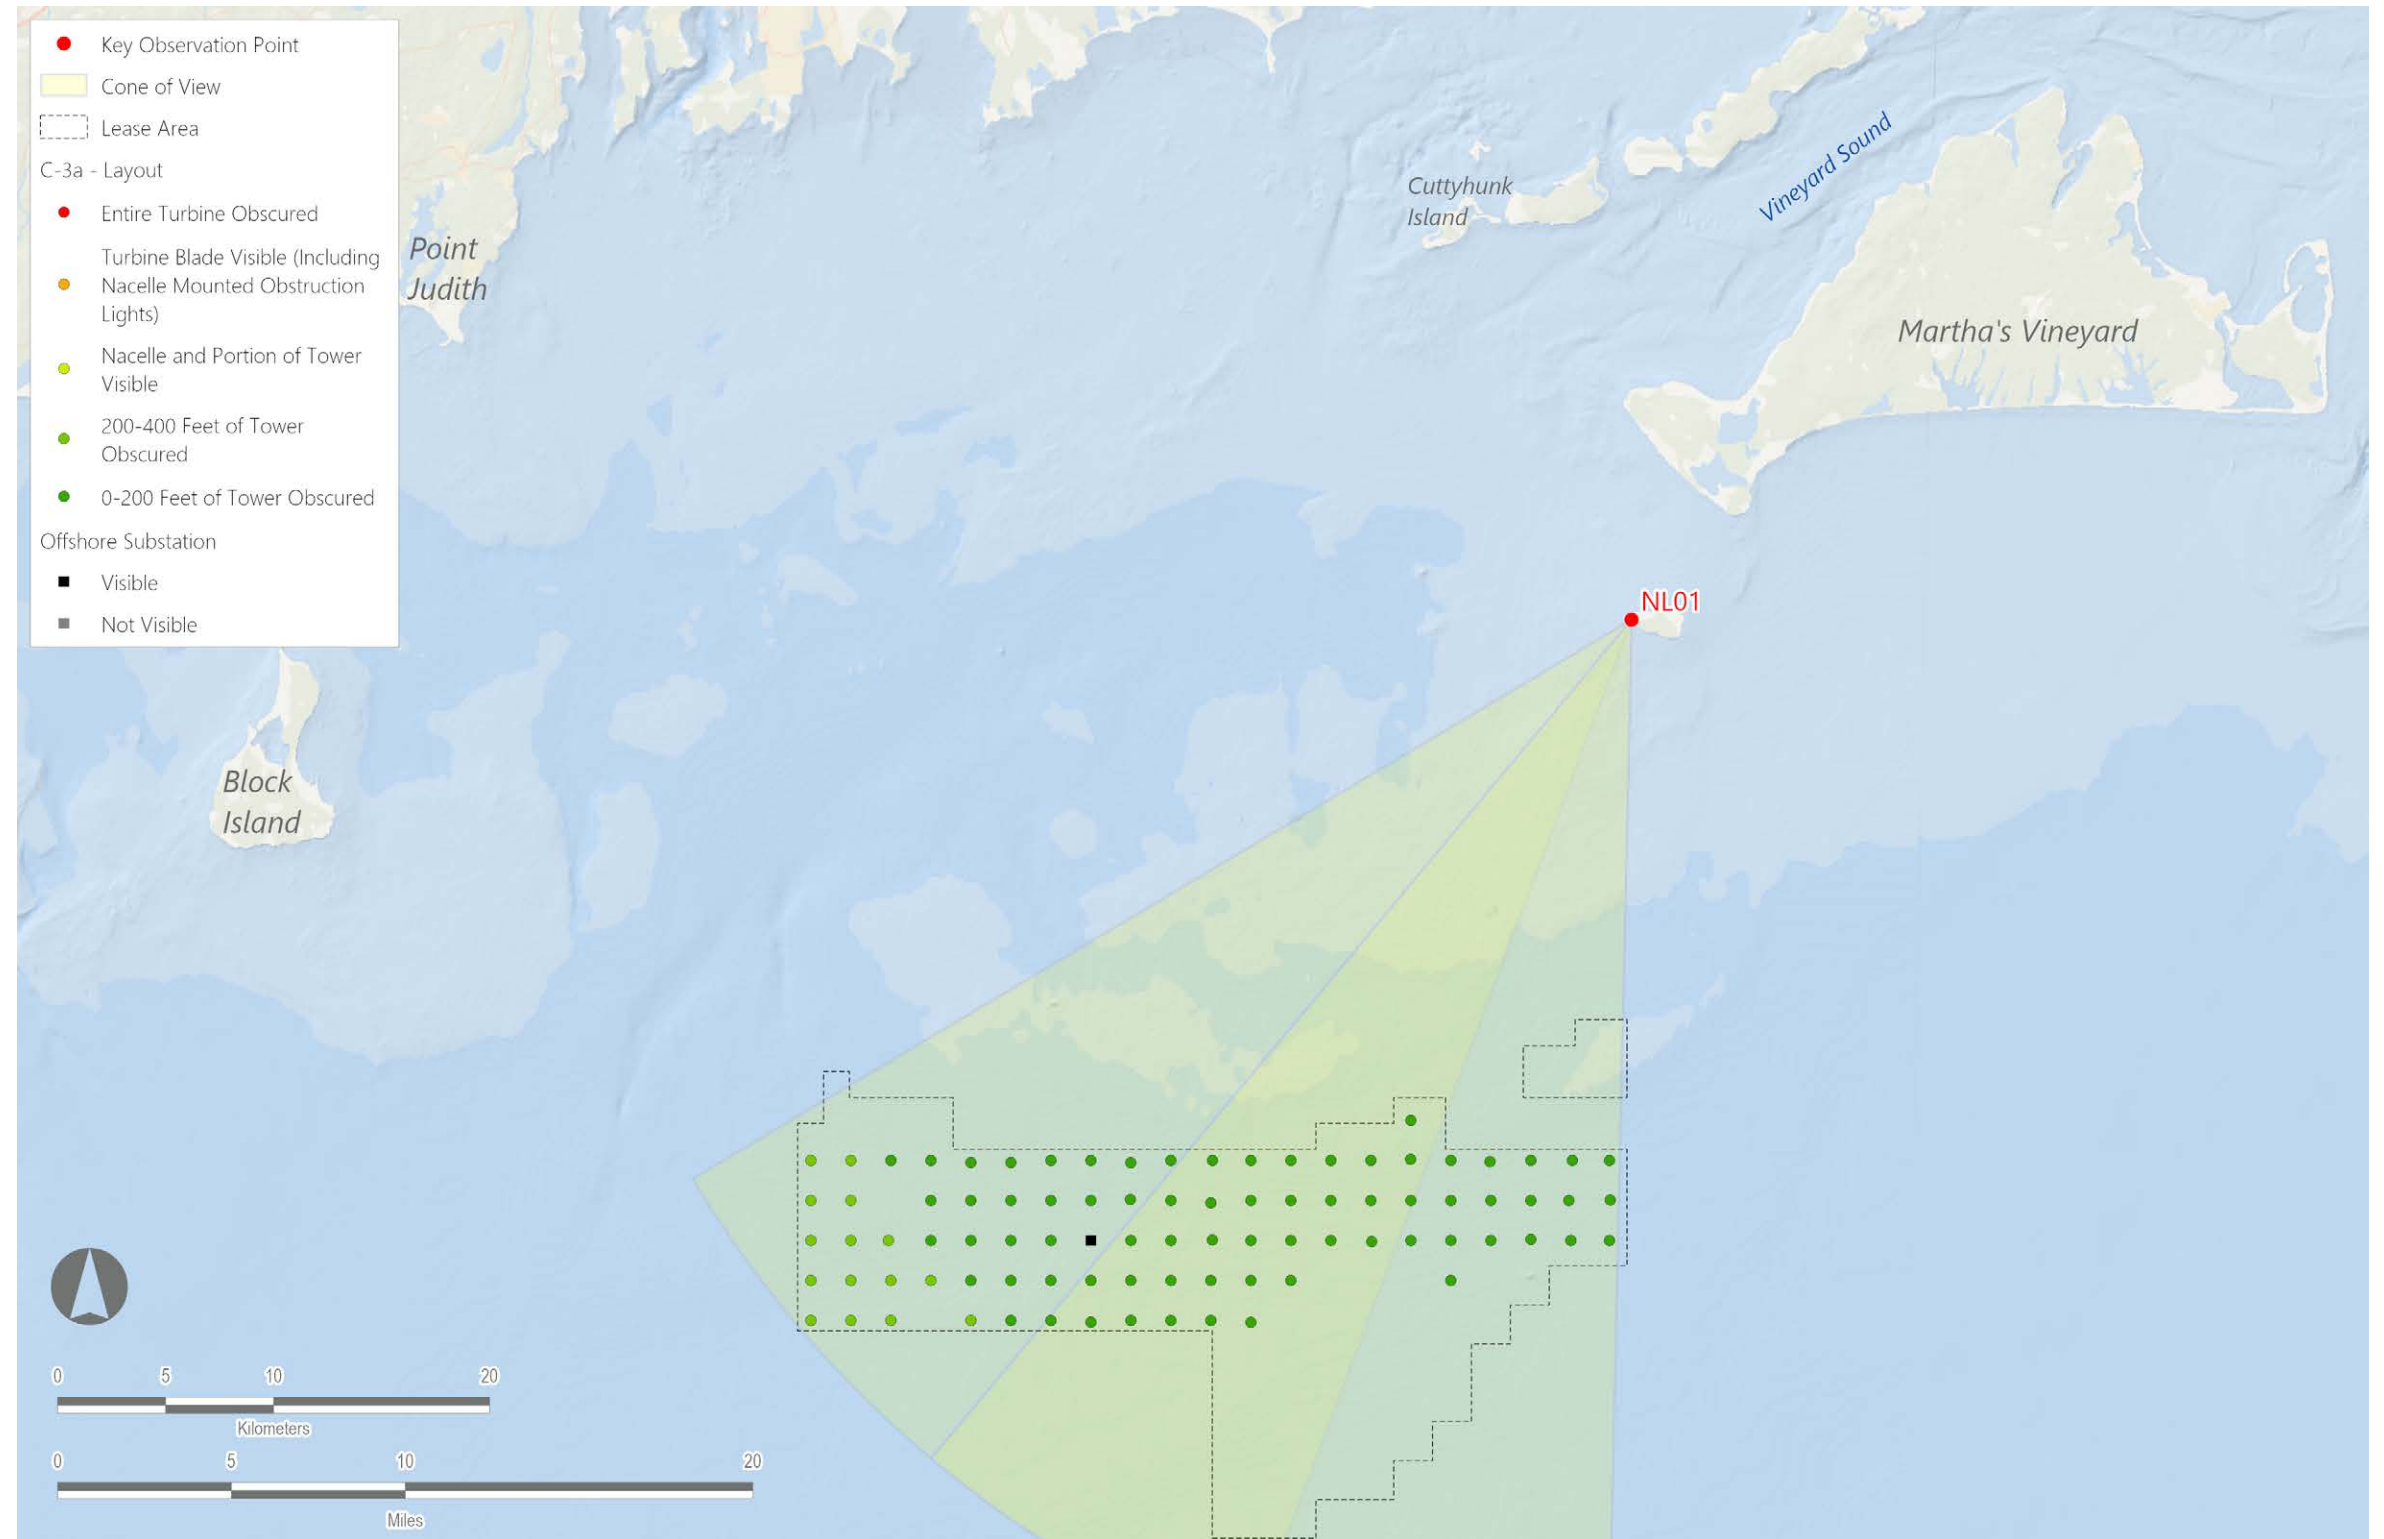 Key Observation Point
Cone of View
Lease Area
C-3a - Layout
Entire Turbine Obscured
Turbine Blade Visible (Including
Nacelle Mounted Obstruction
Lights)
Nacelle and Portion of Tower
Visible
200-400 Feet of Tower
Obscured
0-200 Feet of Tower Obscured
Offshore Substation
Visible
Not Visible
Point
Judith
Cuttyhunk
Island
Vineyard Sound
Martha's Vineyard
NL01
Block
Island
0 5 10 20
Kilometers
0 5 10 20
Miles